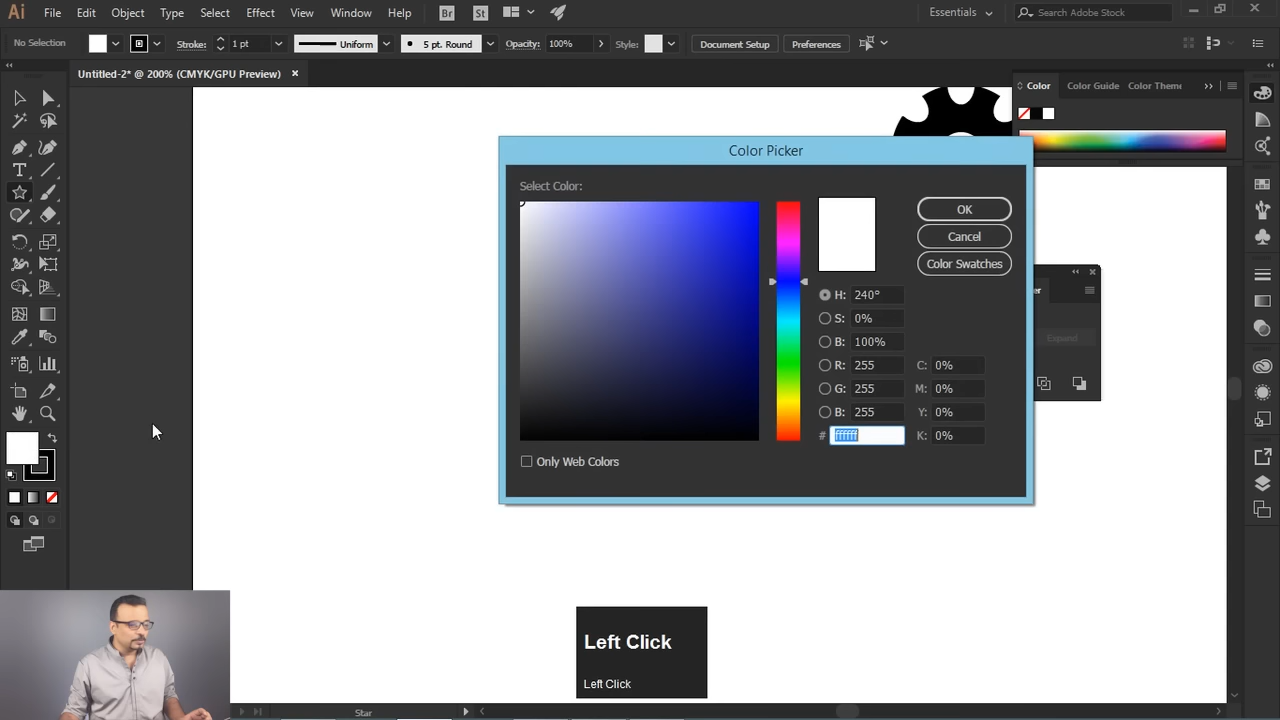 Ai File Edit Object Type Select Effect View Window Help Br St Essentials Search Adobe Stock
No Selection Stroke: 1 pt Uniform 5 pt. Round Opacity: 100% Style: Document Setup Preferences
Untitled-2* @ 200% (CMYK/GPU Preview)
Color Color Guide Color Theme
Color Picker
Select Color:
OK
Cancel
Color Swatches
H: 240°
S: 0%
B: 100%
R: 255 C: 0%
G: 255 M: 0%
B: 255 Y: 0%
# ffffff K: 0%
Only Web Colors
Expand
Left Click
Left Click
Star